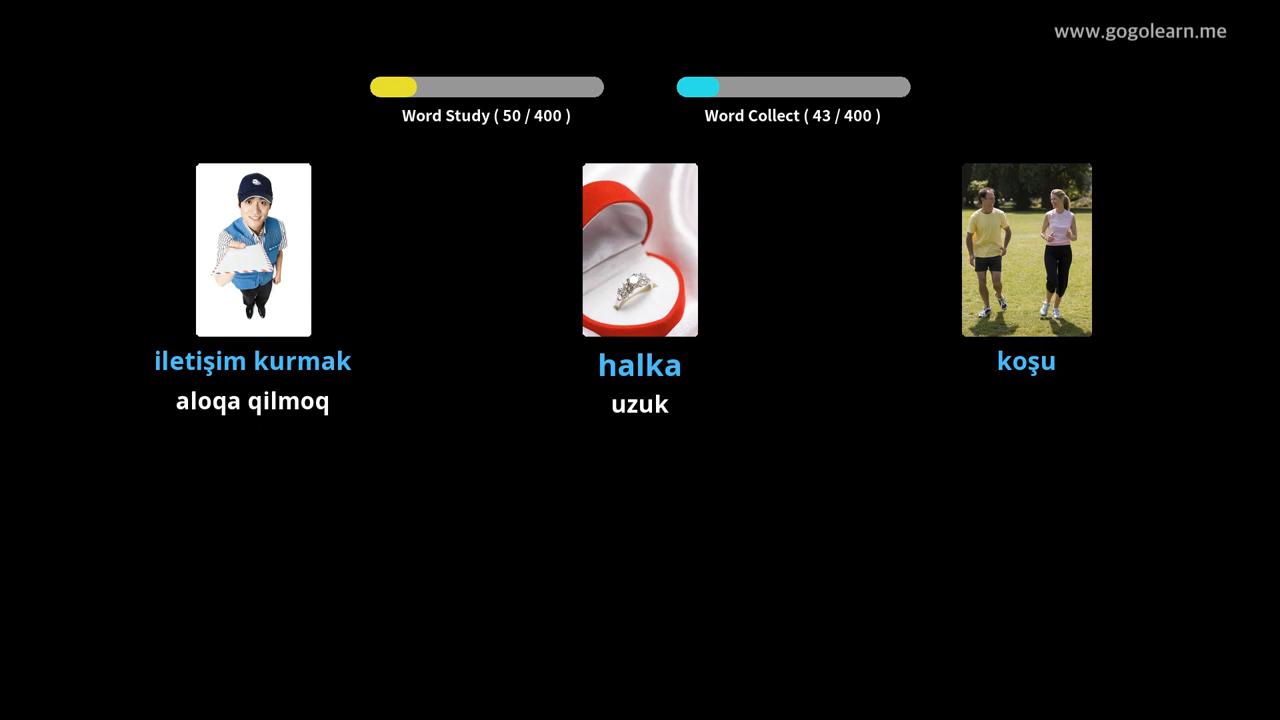 www.gogolearn.me
Word Study ( 50 / 400 )
Word Collect ( 43 / 400 )
iletişim kurmak
aloqa qilmoq
halka
uzuk
koşu